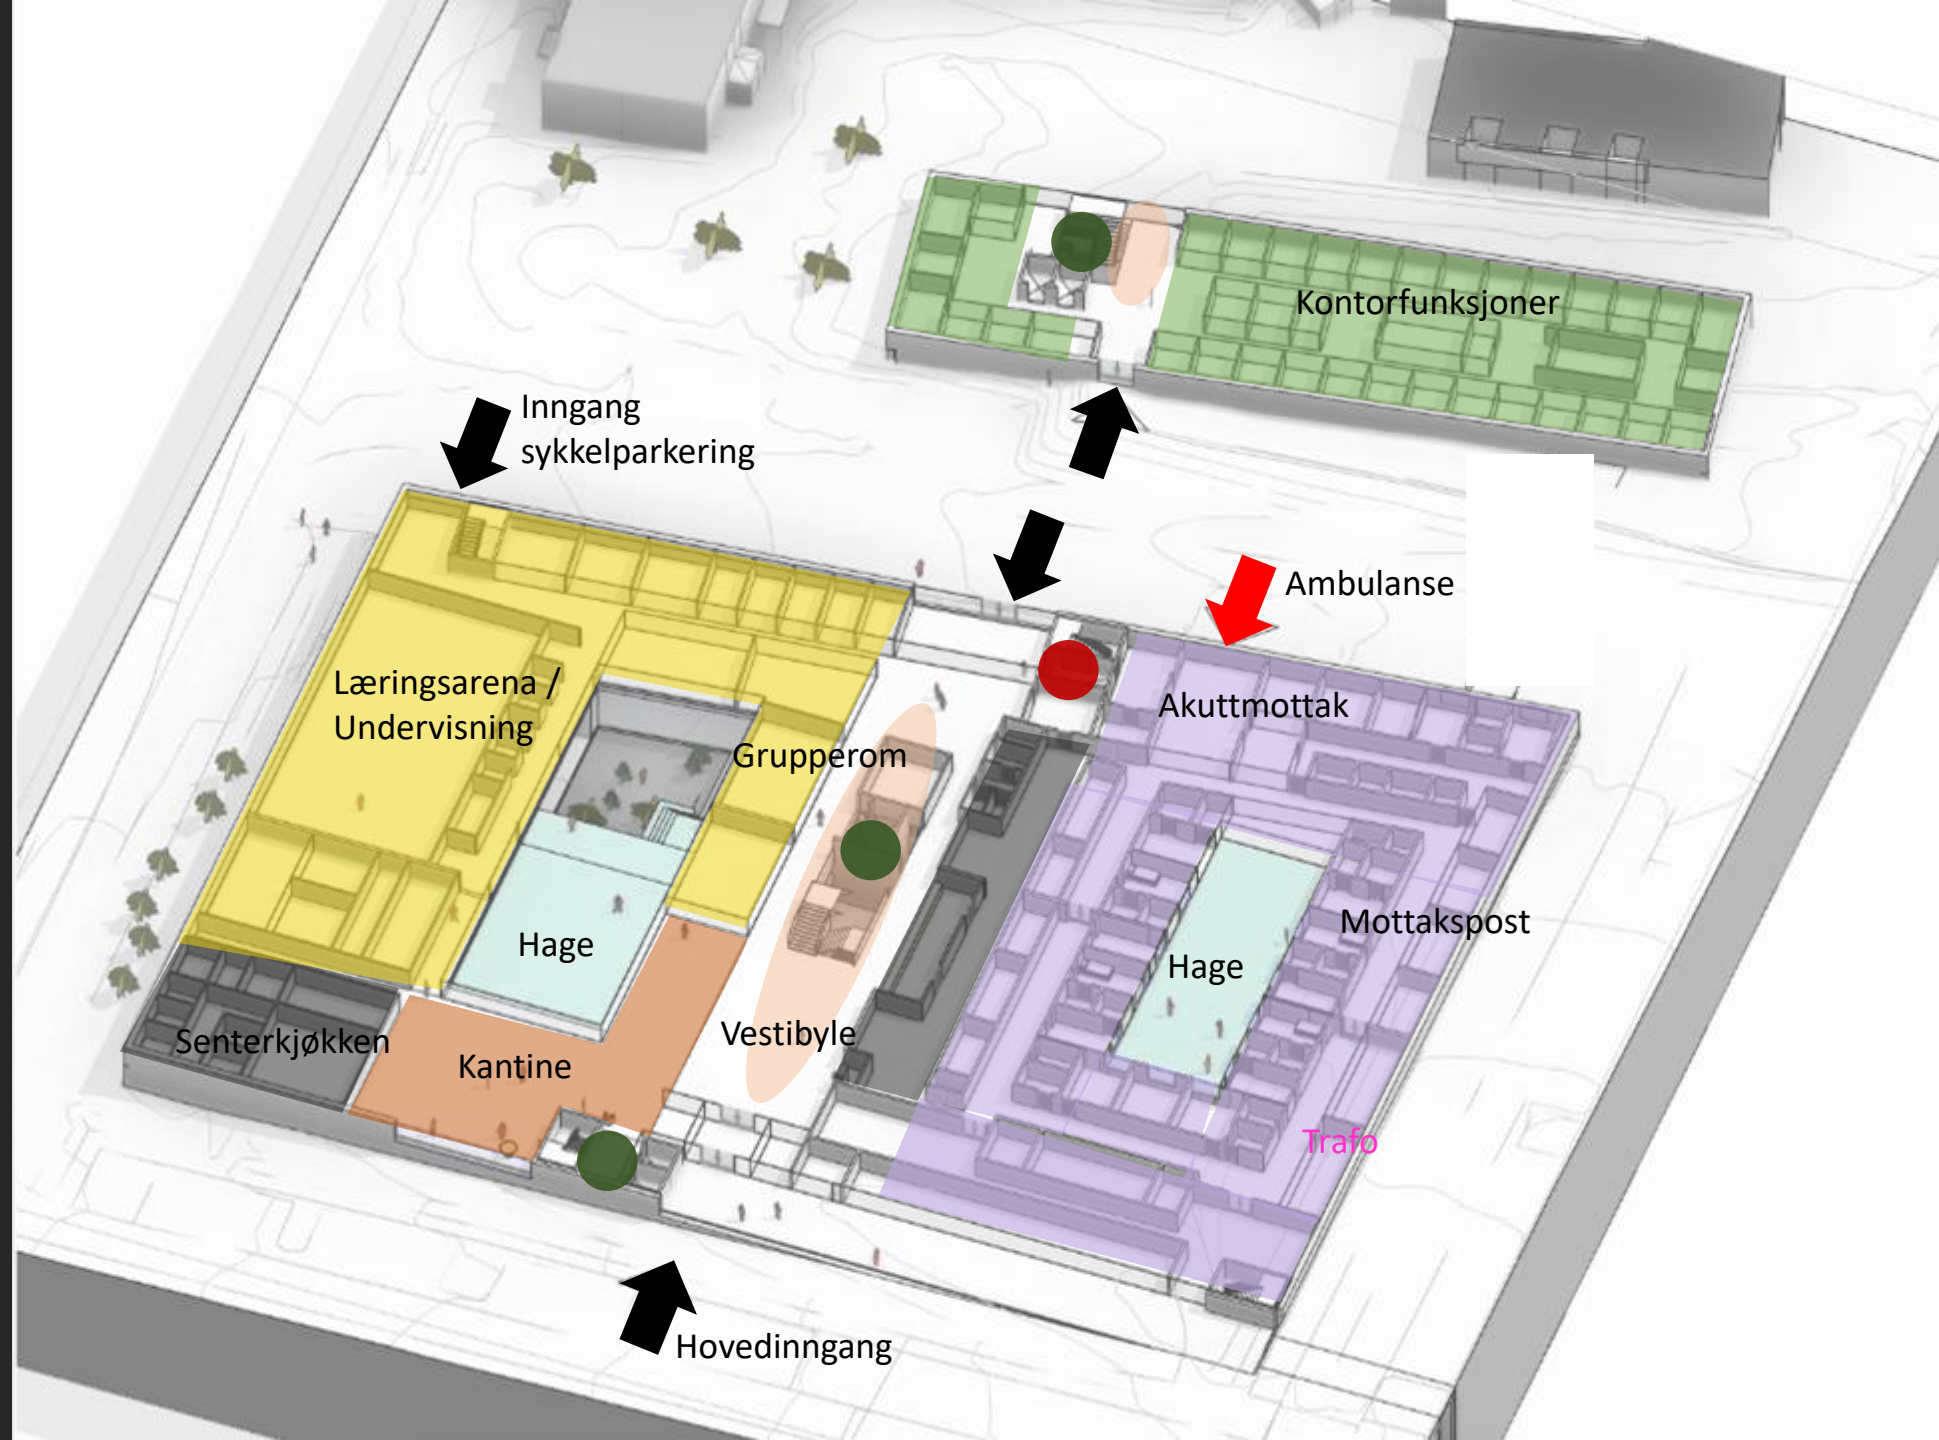 Kontorfunksjoner
Inngang
sykkelparkering
Ambulanse
Læringsarena /
Undervisning
Akuttmottak
Grupperom
Mottakspost
Hage
Hage
Vestibyle
Senterkjøkken
Kantine
Trafo
Hovedinngang